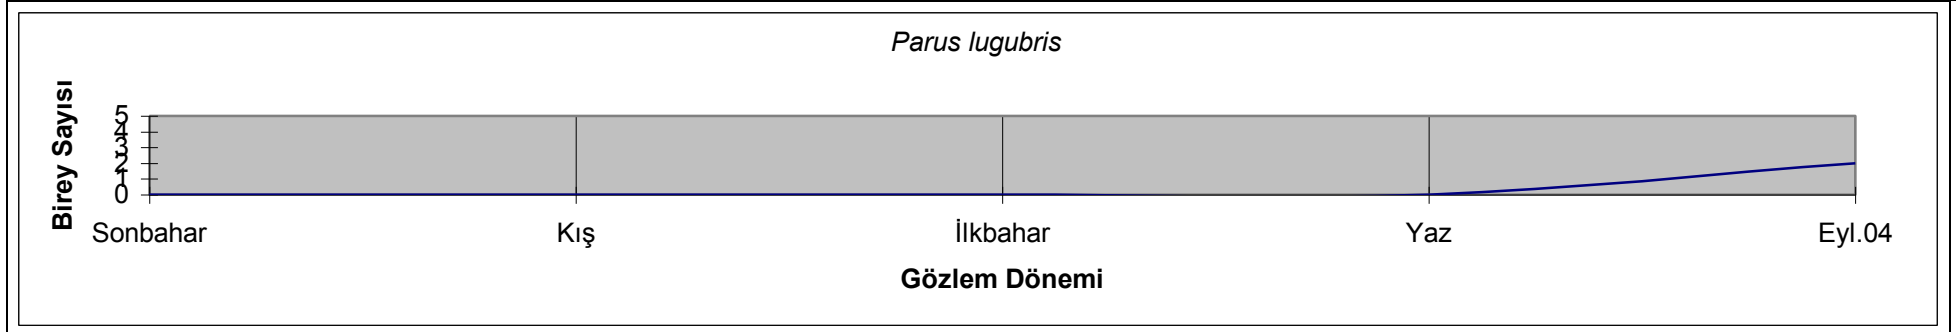 Parus lugubris
Birey Sayısı
5
4
3
2
1
0
Sonbahar Kış İlkbahar Yaz Eyl.04
Gözlem Dönemi